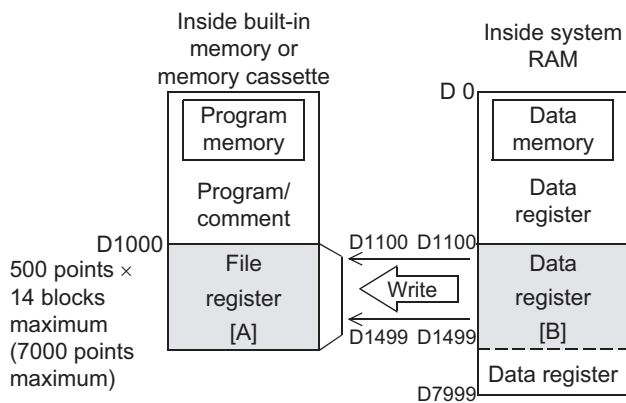 Inside built-in
memory or
memory cassette
Program
memory
Program/
comment
D1000
500 points ×
14 blocks
maximum
(7000 points
maximum)
File
register
[A]
D1100 D1100
Write
D1499 D1499
Inside system
RAM
D 0
Data
memory
Data
register
Data
register
[B]
Data register
D7999